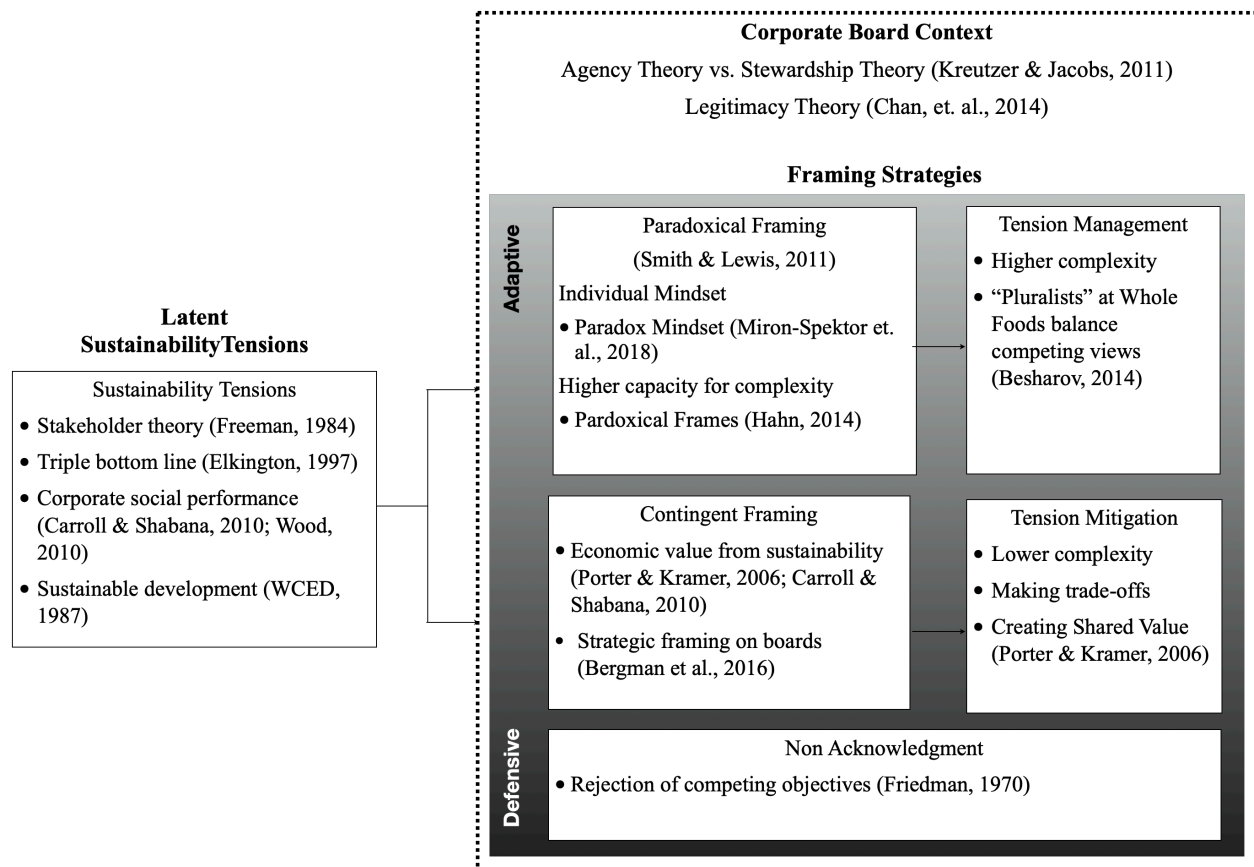 Corporate Board Context
Agency Theory vs. Stewardship Theory (Kreutzer & Jacobs, 2011)
Legitimacy Theory (Chan, et. al., 2014)
Framing Strategies
Latent
SustainabilityTensions
Sustainability Tensions
• Stakeholder theory (Freeman, 1984)
• Triple bottom line (Elkington, 1997)
• Corporate social performance
(Carroll & Shabana, 2010; Wood,
2010)
• Sustainable development (WCED,
1987)
Adaptive
Paradoxical Framing
(Smith & Lewis, 2011)
Individual Mindset
• Paradox Mindset (Miron-Spektor et.
al., 2018)
Higher capacity for complexity
• Pardoxical Frames (Hahn, 2014)
Tension Management
• Higher complexity
• “Pluralists” at Whole
Foods balance
competing views
(Besharov, 2014)
Contingent Framing
• Economic value from sustainability
(Porter & Kramer, 2006; Carroll &
Shabana, 2010)
• Strategic framing on boards
(Bergman et al., 2016)
Tension Mitigation
• Lower complexity
• Making trade-offs
• Creating Shared Value
(Porter & Kramer, 2006)
Defensive
Non Acknowledgment
• Rejection of competing objectives (Friedman, 1970)